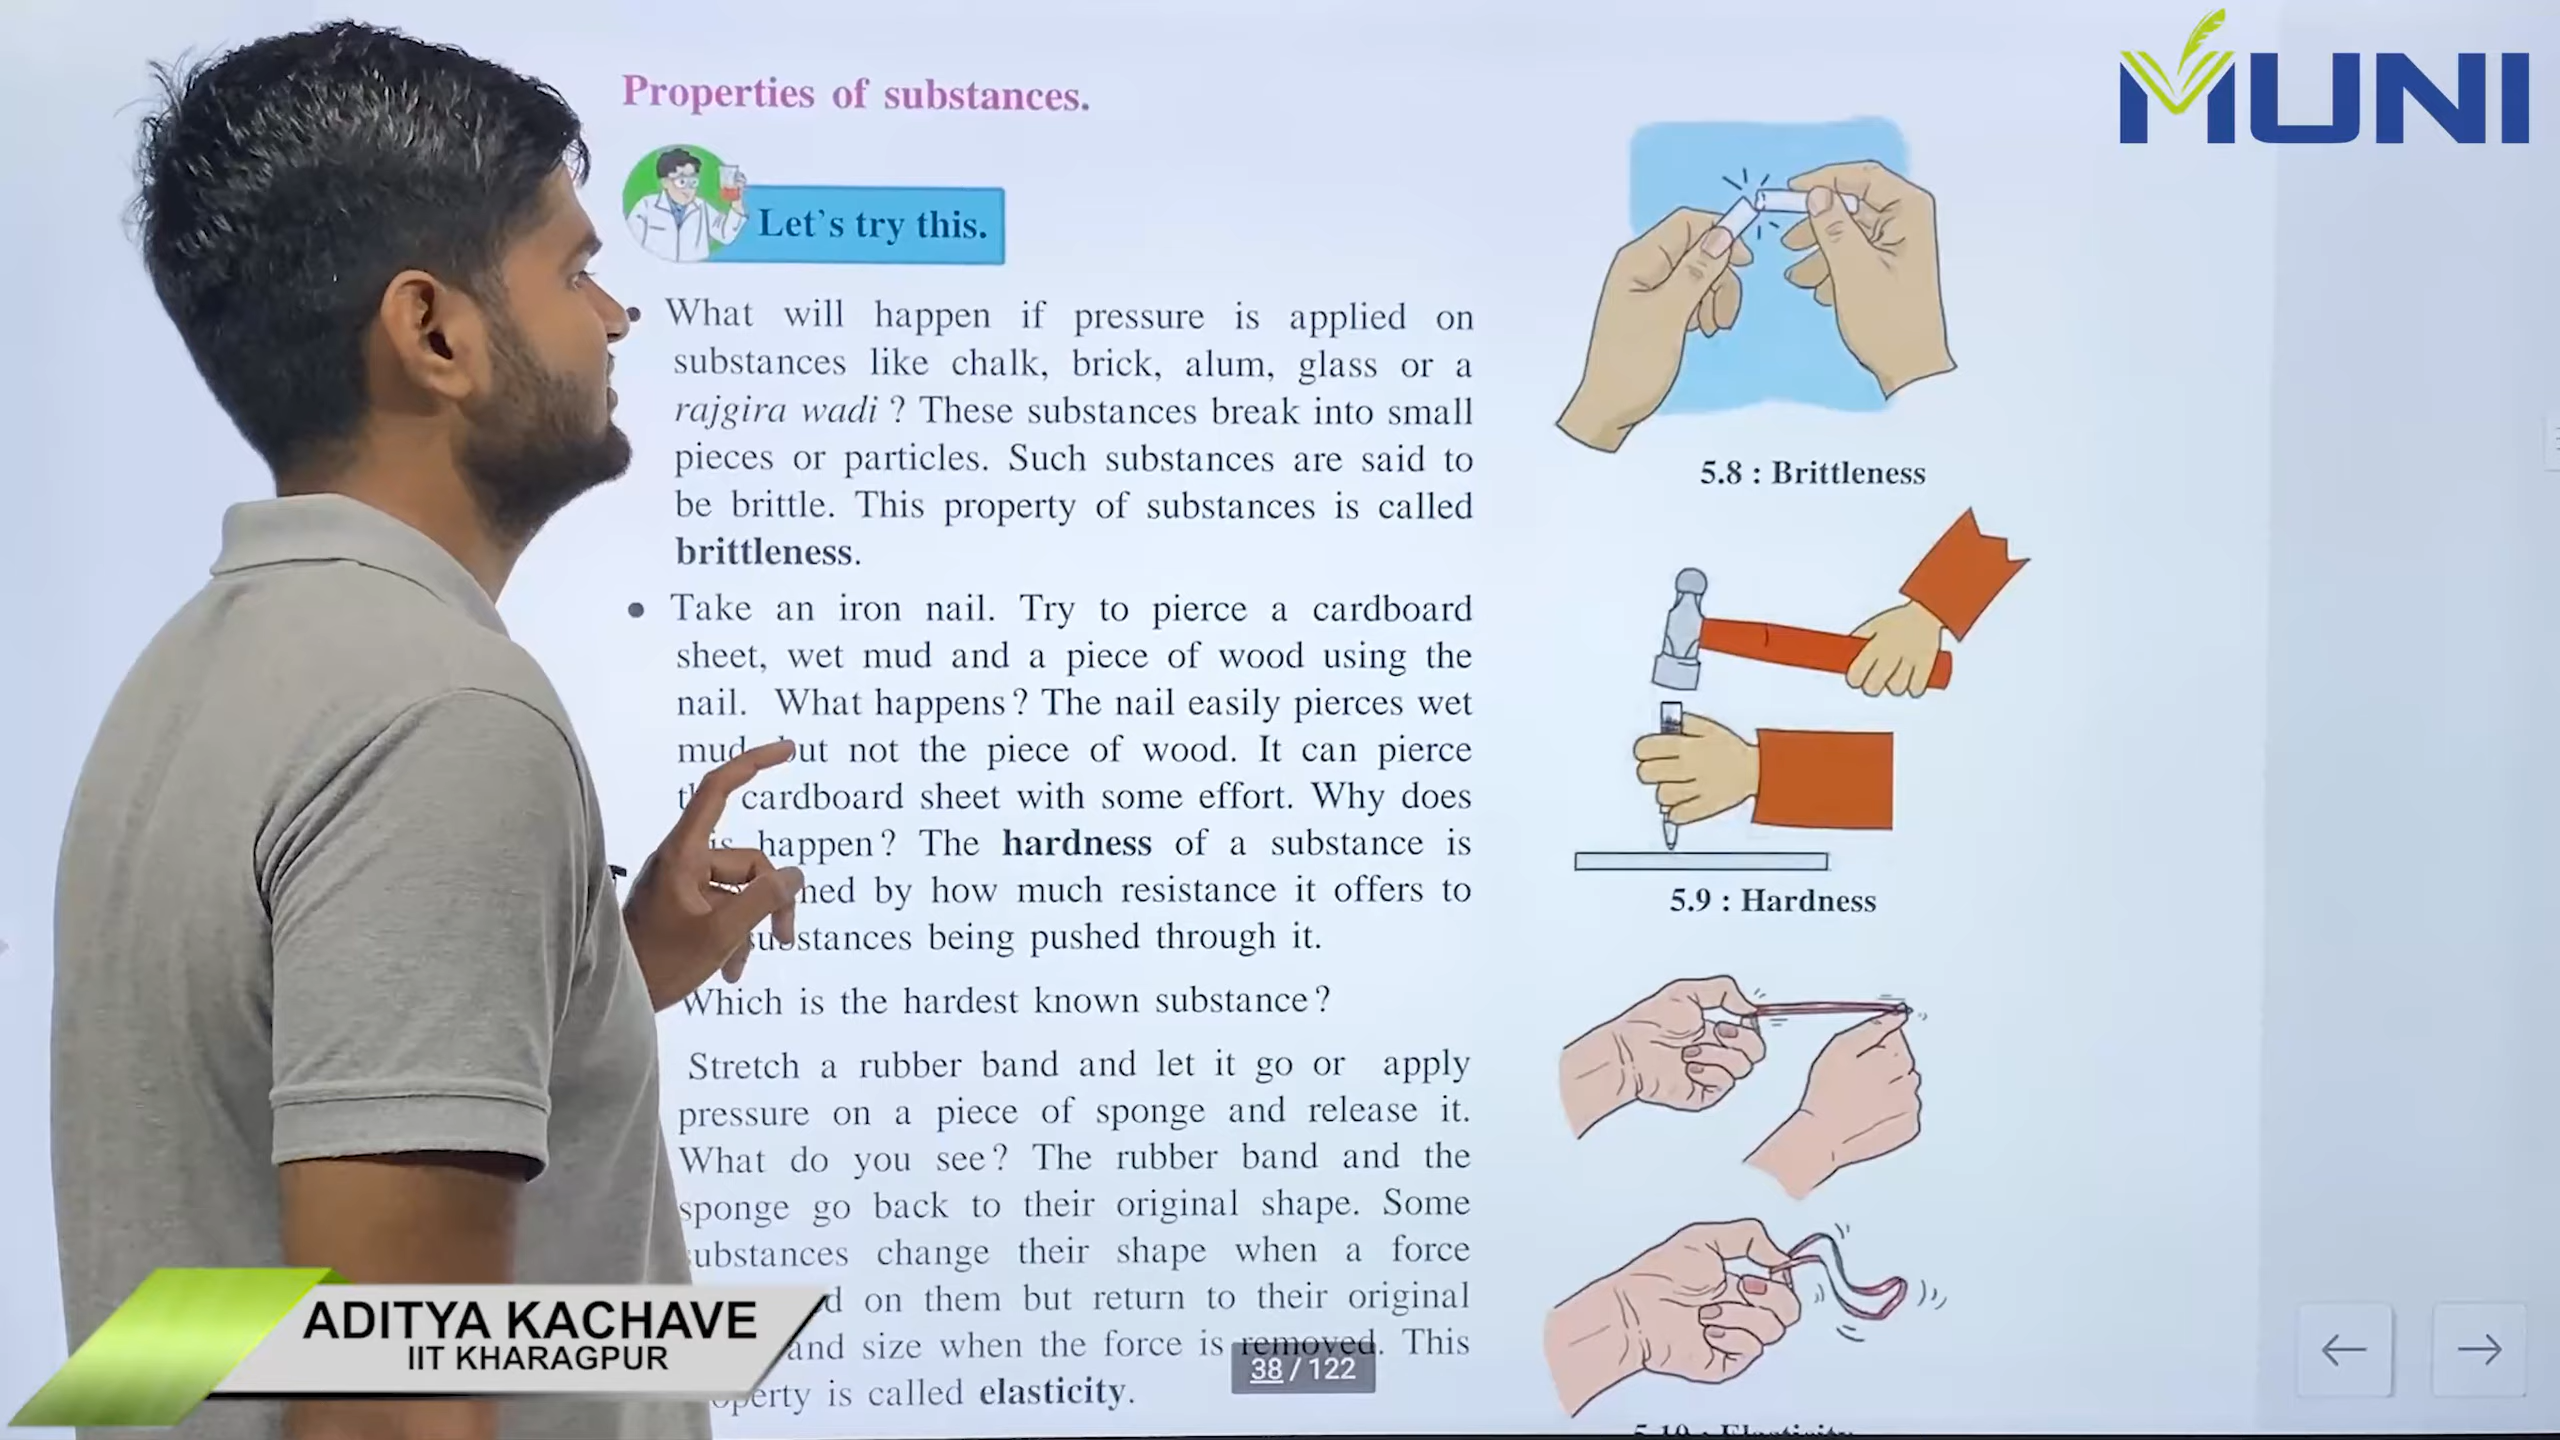 MUNI
Properties of substances.
Let's try this.
• What will happen if pressure is applied on
substances like chalk, brick, alum, glass or a
rajgira wadi ? These substances break into small
pieces or particles. Such substances are said to
be brittle. This property of substances is called
brittleness.
• Take an iron nail. Try to pierce a cardboard
sheet, wet mud and a piece of wood using the
nail. What happens? The nail easily pierces wet
mud but not the piece of wood. It can pierce
cardboard sheet with some effort. Why does
happen? The hardness of a substance is
by how much resistance it offers to
substances being pushed through it.
Which is the hardest known substance?
Stretch a rubber band and let it go or apply
pressure on a piece of sponge and release it.
What do you see? The rubber band and the
sponge go back to their original shape. Some
change their shape when a force
on them but return to their original
and size when the force is removed. This
is called elasticity.
5.8 : Brittleness
5.9 : Hardness
5.10 : Elasticity
38 / 122
ADITYA KACHAVE
IIT KHARAGPUR